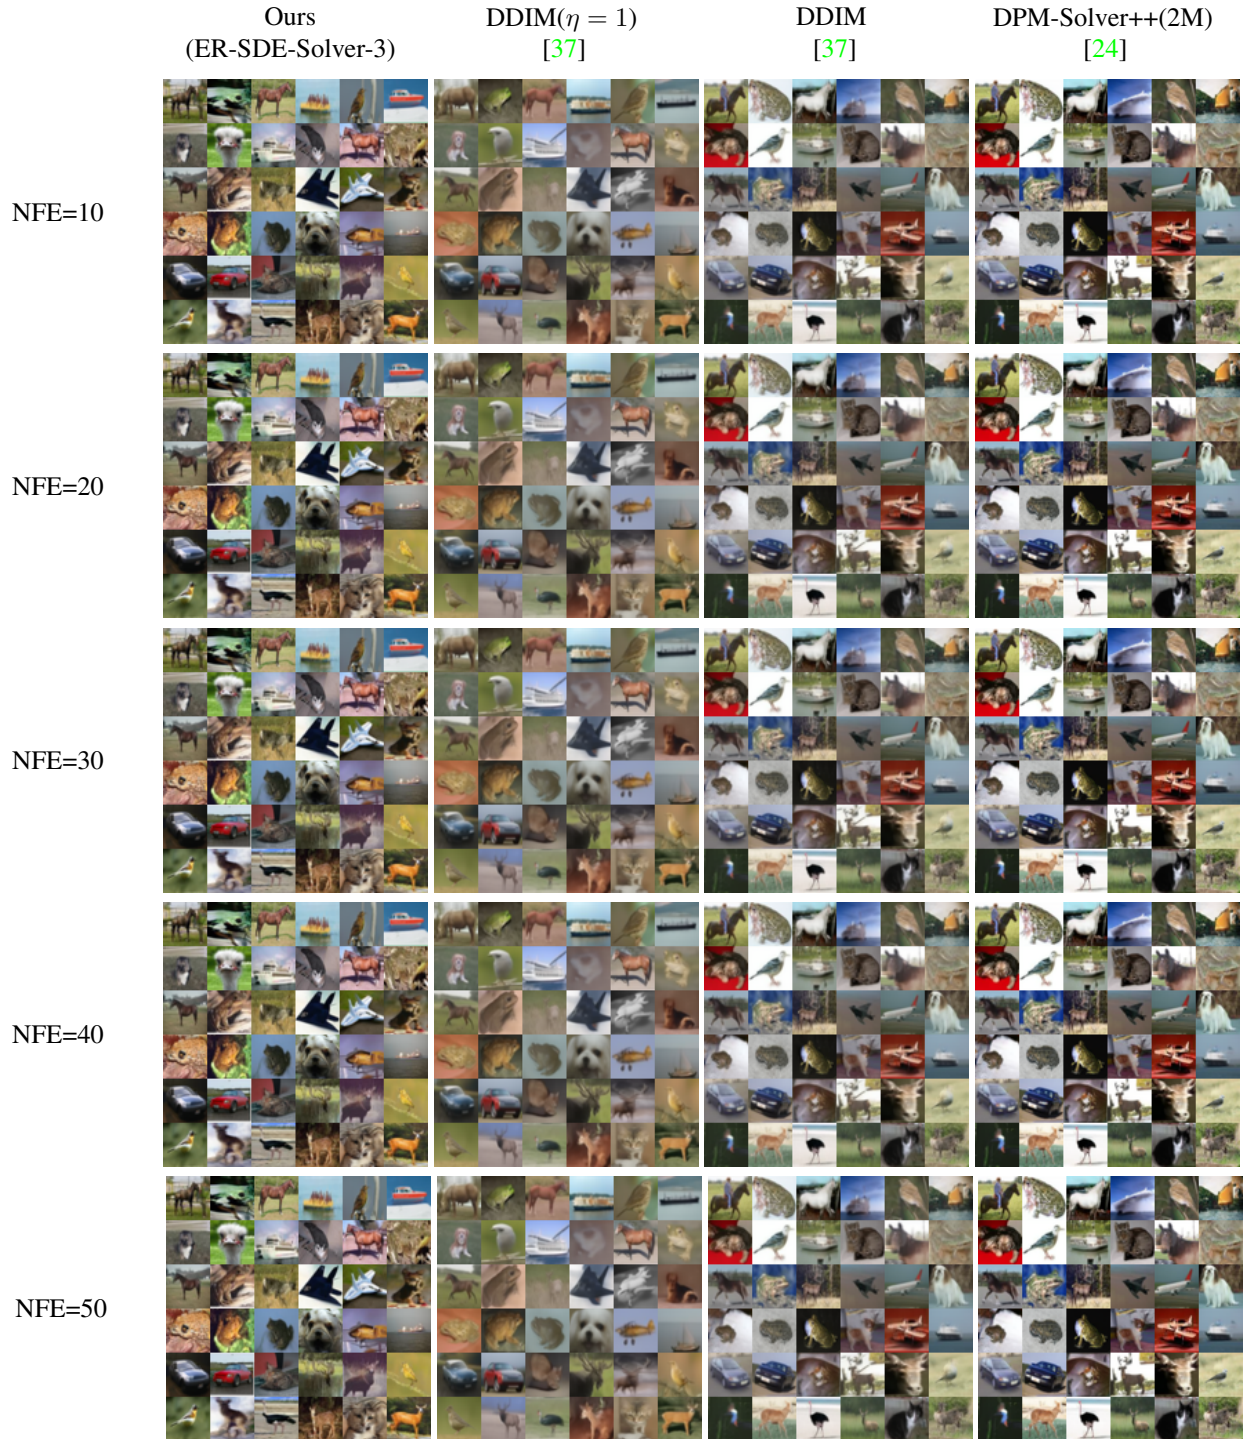 Ours
(ER-SDE-Solver-3)
DDIM(η = 1)
[37]
DDIM
[37]
DPM-Solver++(2M)
[24]
NFE=10
NFE=20
NFE=30
NFE=40
NFE=50